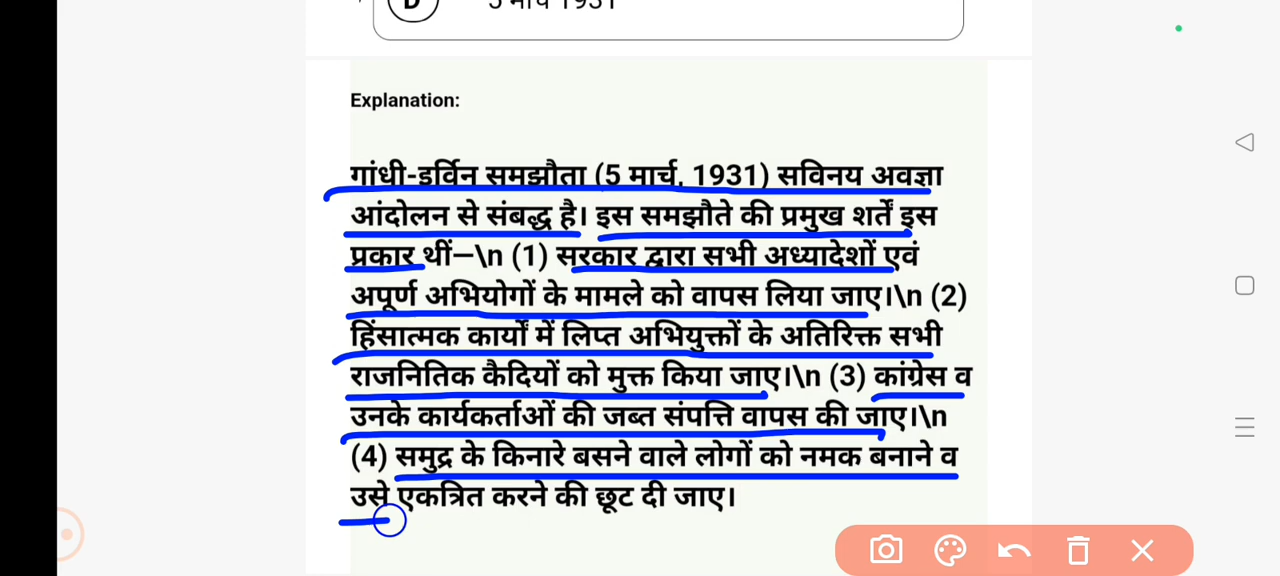 D 5 मार्च 1931
Explanation:
गांधी-इर्विन समझौता (5 मार्च, 1931) सविनय अवज्ञा
आंदोलन से संबद्ध है। इस समझौते की प्रमुख शर्तें इस
प्रकार थीं—\n (1) सरकार द्वारा सभी अध्यादेशों एवं
अपूर्ण अभियोगों के मामले को वापस लिया जाए।\n (2)
हिंसात्मक कार्यों में लिप्त अभियुक्तों के अतिरिक्त सभी
राजनितिक कैदियों को मुक्त किया जाए।\n (3) कांग्रेस व
उनके कार्यकर्ताओं की जब्त संपत्ति वापस की जाए।\n
(4) समुद्र के किनारे बसने वाले लोगों को नमक बनाने व
उसे एकत्रित करने की छूट दी जाए।